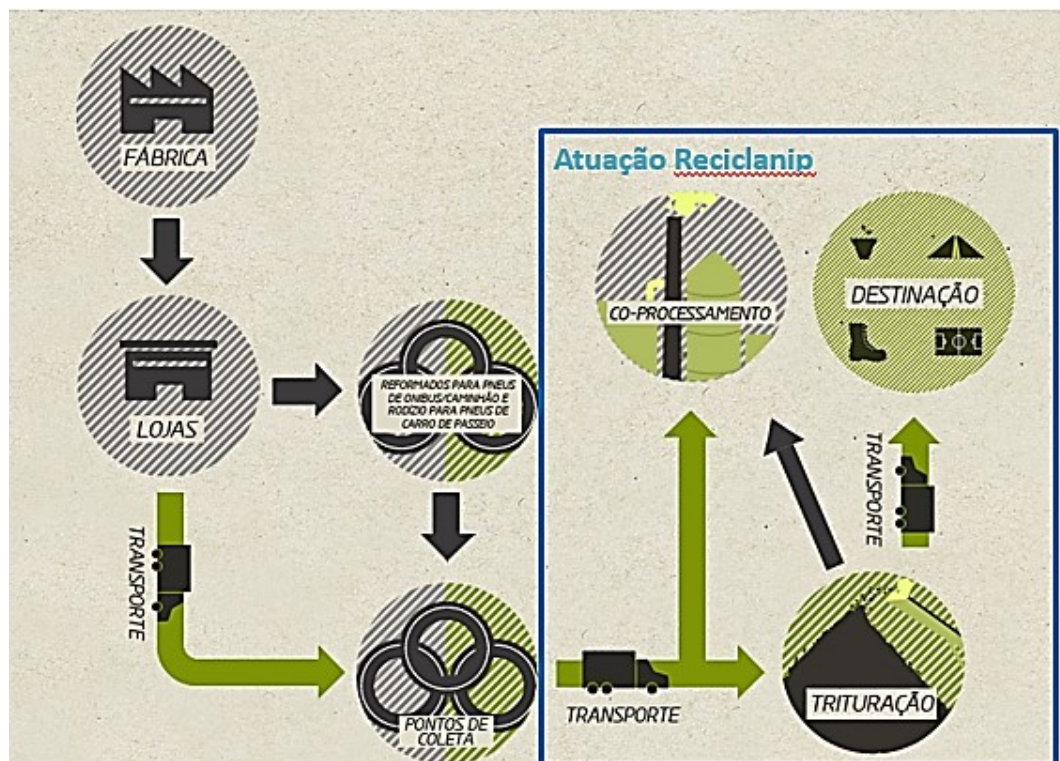 FÁBRICA
Atuação Reciclanip
CO-PROCESSAMENTO
DESTINAÇÃO
LOJAS
REFORMADOS PARA PNEUS
DE ONIBUS/CAMINHÃO E
RODIZIO PARA PNEUS DE
CARRO DE PASSEIO
TRANSPORTE
TRANSPORTE
PONTOS DE
COLETA
TRANSPORTE
TRITURAÇÃO